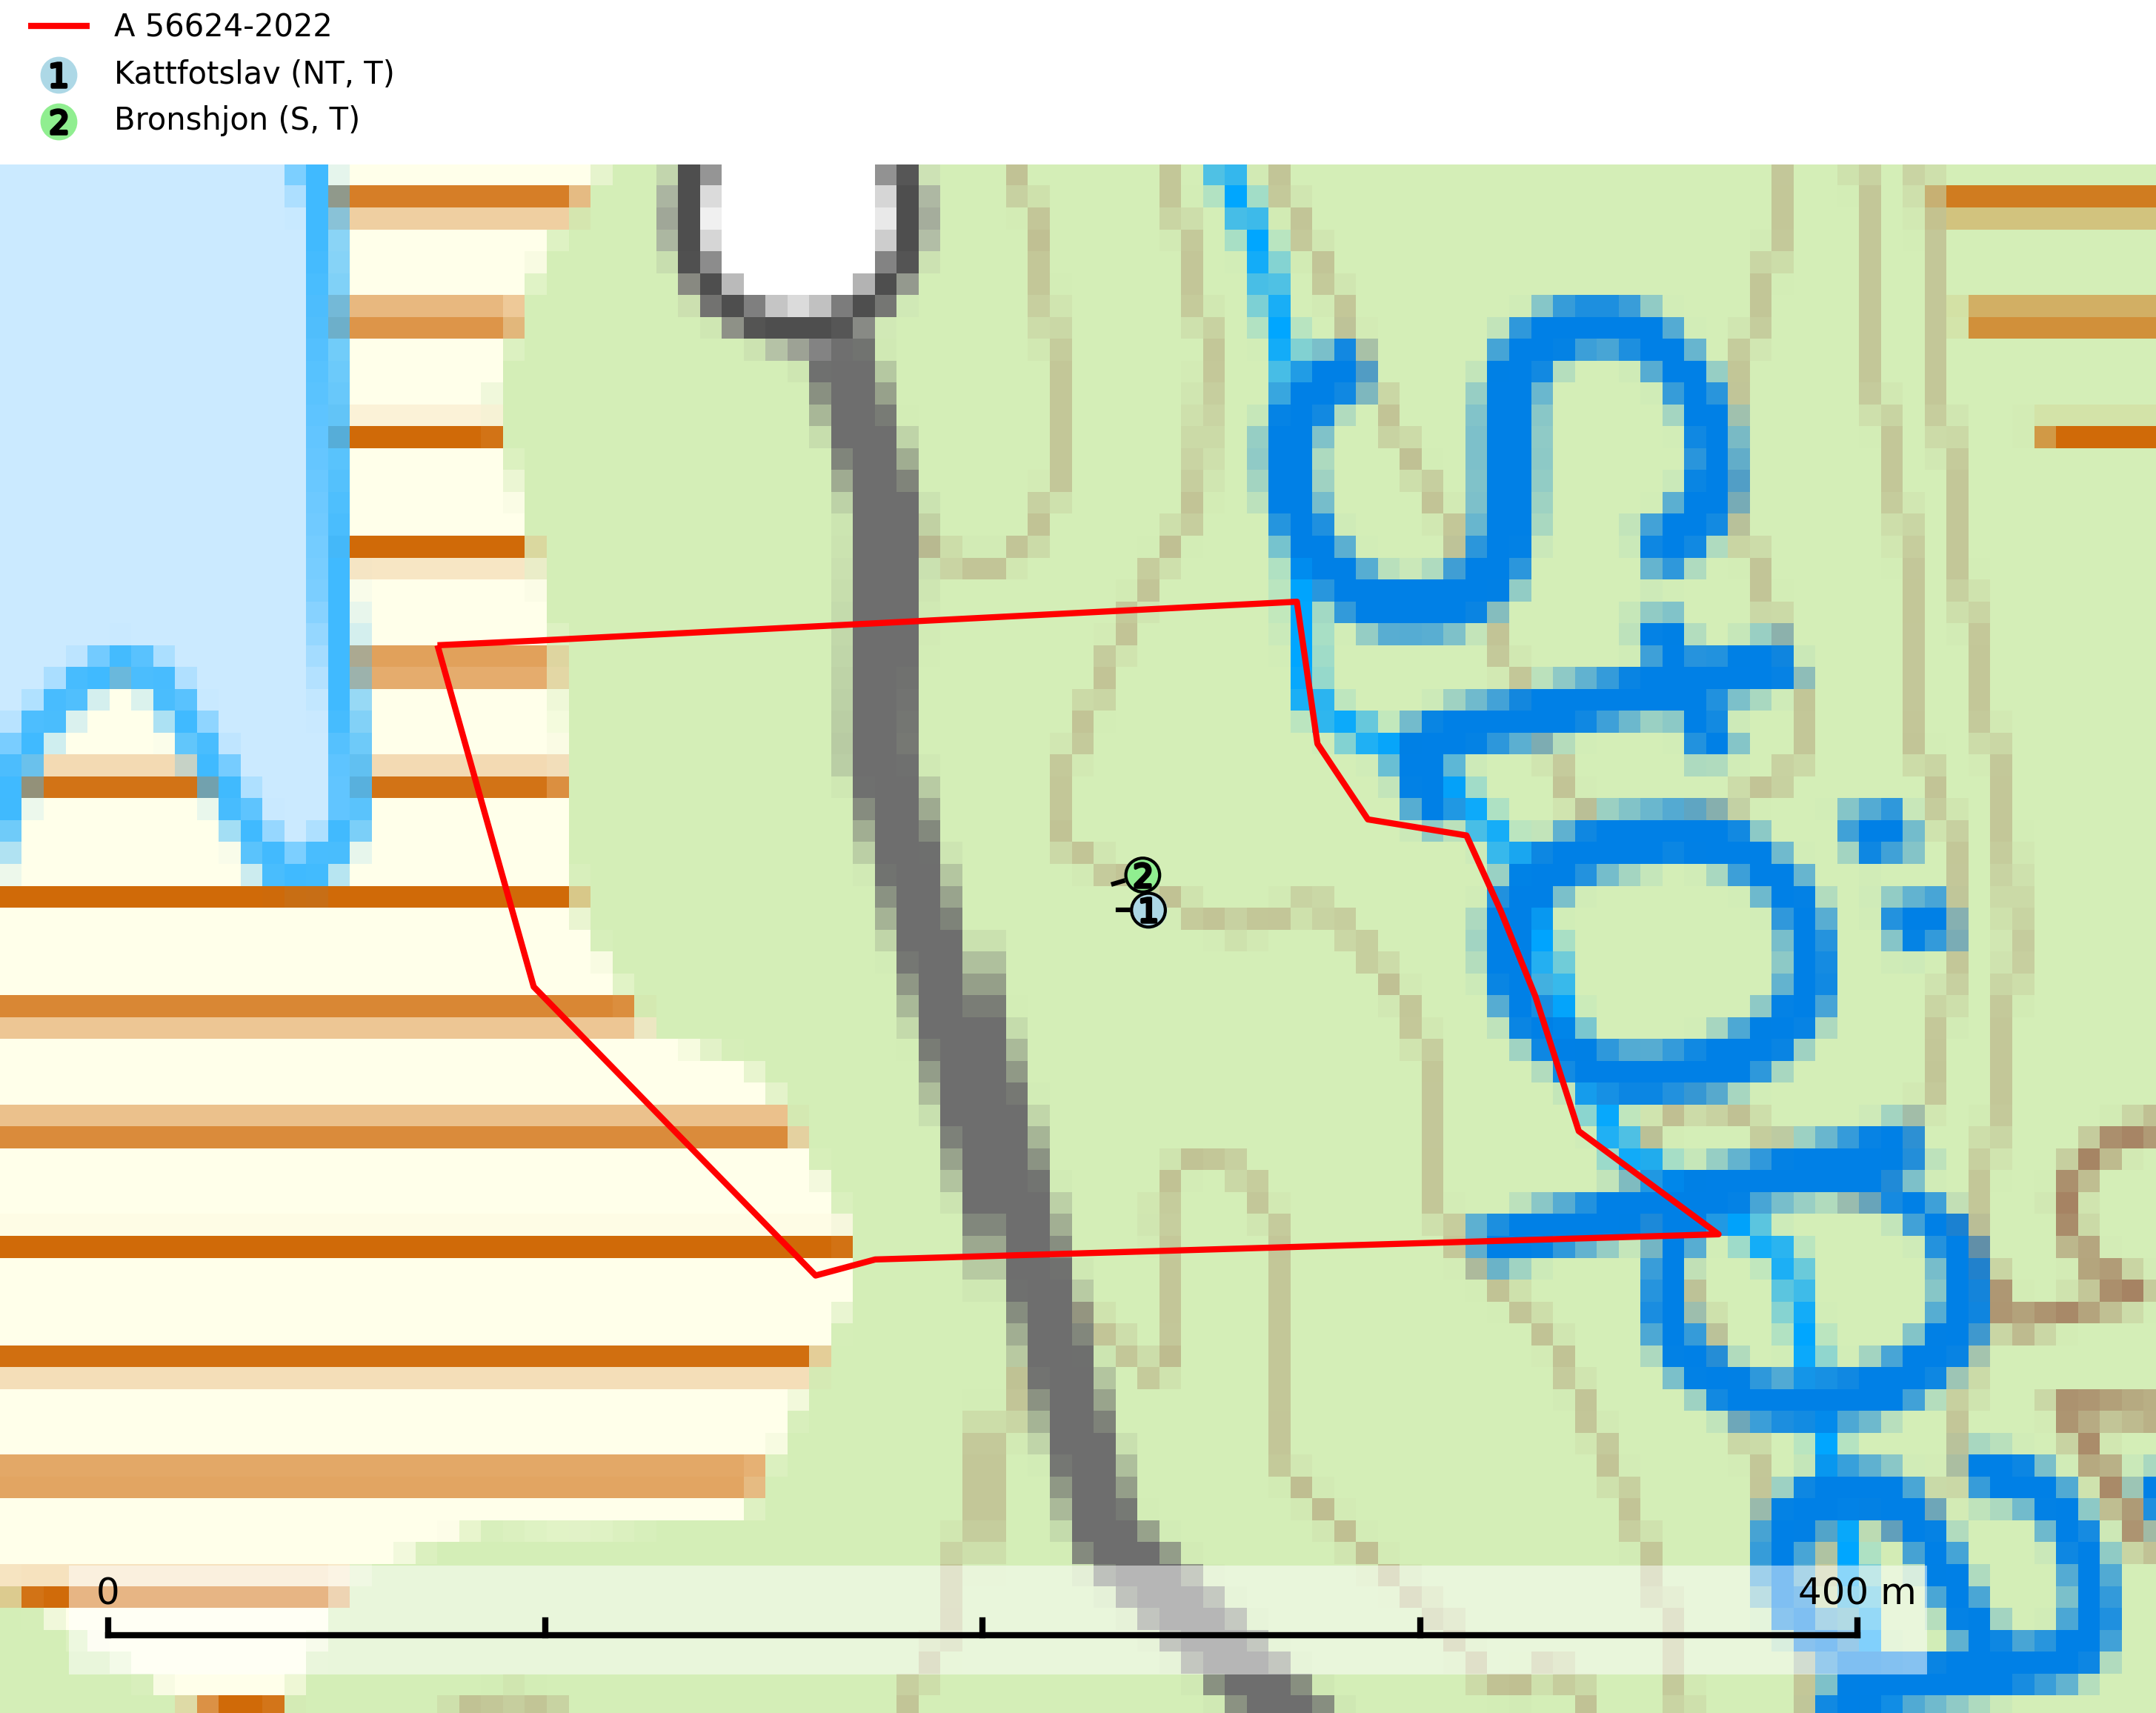 A 56624-2022
1 Kattfotslav (NT, T)
2 Bronshjon (S, T)
2
1
0
400 m